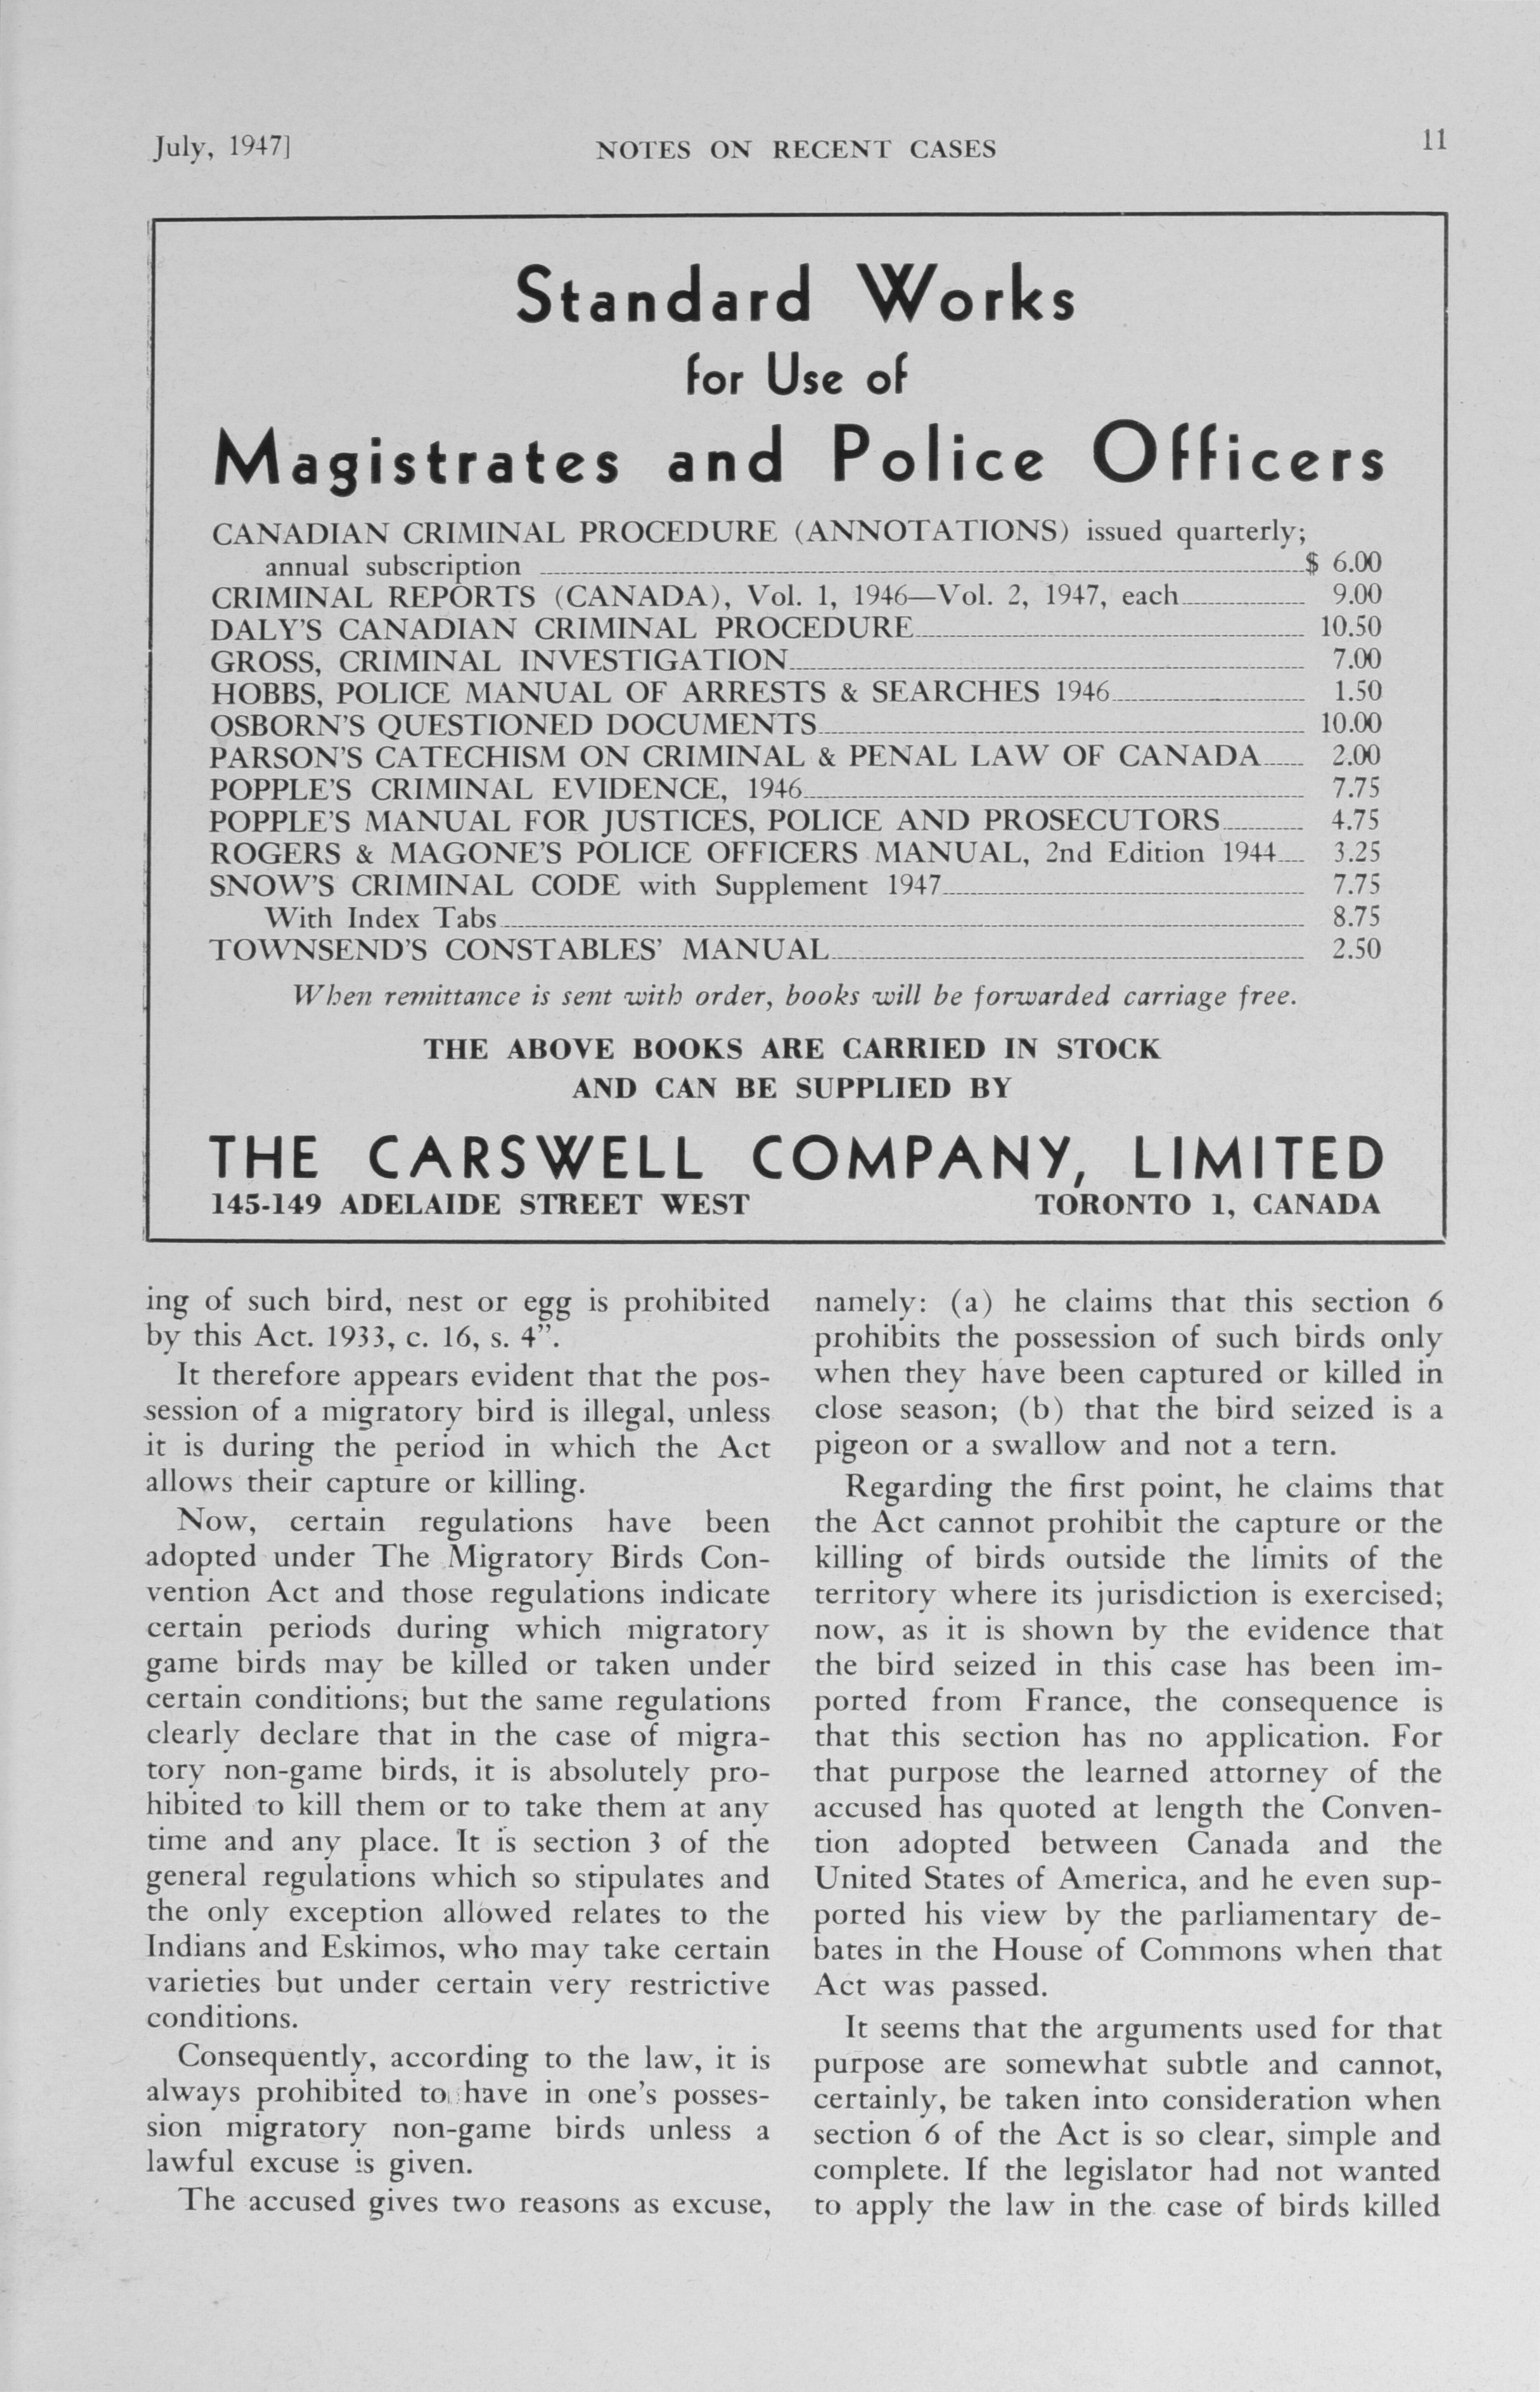 July, 1947]
NOTES ON RECENT CASES
11
Standard Works
for Use of
Magistrates and Police Officers
CANADIAN CRIMINAL PROCEDURE (ANNOTATIONS) issued quarterly;
annual subscription $ 6.00
CRIMINAL REPORTS (CANADA), Vol. 1, 1946—Vol. 2, 1947, each 9.00
DALY'S CANADIAN CRIMINAL PROCEDURE 10.50
GROSS, CRIMINAL INVESTIGATION 7.00
HOBBS, POLICE MANUAL OF ARRESTS & SEARCHES 1946 1.50
OSBORN'S QUESTIONED DOCUMENTS 10.00
PARSON'S CATECHISM ON CRIMINAL & PENAL LAW OF CANADA 2.00
POPPLE'S CRIMINAL EVIDENCE, 1946 7.75
POPPLE'S MANUAL FOR JUSTICES, POLICE AND PROSECUTORS 4.75
ROGERS & MAGONE'S POLICE OFFICERS MANUAL, 2nd Edition 1944 3.25
SNOW'S CRIMINAL CODE with Supplement 1947 7.75
With Index Tabs 8.75
TOWNSEND'S CONSTABLES' MANUAL 2.50
When remittance is sent with order, books will be forwarded carriage free.
THE ABOVE BOOKS ARE CARRIED IN STOCK
AND CAN BE SUPPLIED BY
THE CARSWELL COMPANY, LIMITED
145-149 ADELAIDE STREET WEST TORONTO 1, CANADA
ing of such bird, nest or egg is prohibited
by this Act. 1933, c. 16, s. 4".
It therefore appears evident that the pos-
session of a migratory bird is illegal, unless
it is during the period in which the Act
allows their capture or killing.
Now, certain regulations have been
adopted under The Migratory Birds Con-
vention Act and those regulations indicate
certain periods during which migratory
game birds may be killed or taken under
certain conditions; but the same regulations
clearly declare that in the case of migra-
tory non-game birds, it is absolutely pro-
hibited to kill them or to take them at any
time and any place. It is section 3 of the
general regulations which so stipulates and
the only exception allowed relates to the
Indians and Eskimos, who may take certain
varieties but under certain very restrictive
conditions.
Consequently, according to the law, it is
always prohibited to have in one's posses-
sion migratory non-game birds unless a
lawful excuse is given.
The accused gives two reasons as excuse,
namely: (a) he claims that this section 6
prohibits the possession of such birds only
when they have been captured or killed in
close season; (b) that the bird seized is a
pigeon or a swallow and not a tern.
Regarding the first point, he claims that
the Act cannot prohibit the capture or the
killing of birds outside the limits of the
territory where its jurisdiction is exercised;
now, as it is shown by the evidence that
the bird seized in this case has been im-
ported from France, the consequence is
that this section has no application. For
that purpose the learned attorney of the
accused has quoted at length the Conven-
tion adopted between Canada and the
United States of America, and he even sup-
ported his view by the parliamentary de-
bates in the House of Commons when that
Act was passed.
It seems that the arguments used for that
purpose are somewhat subtle and cannot,
certainly, be taken into consideration when
section 6 of the Act is so clear, simple and
complete. If the legislator had not wanted
to apply the law in the case of birds killed